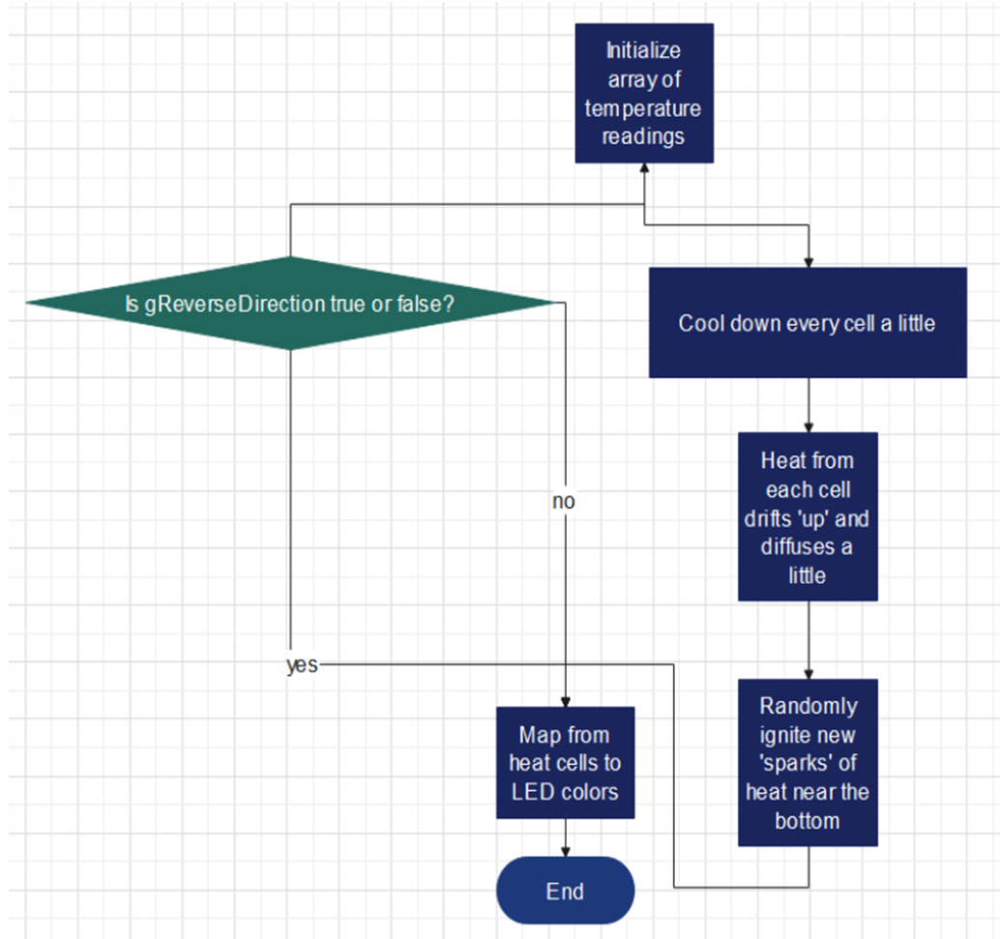 Initialize
array of
temperature
readings
Is gReverseDirection true or false?
Cool down every cell a little
Heat from
each cell
drifts 'up' and
diffuses a
little
no
yes
Randomly
ignite new
'sparks' of
heat near the
bottom
Map from
heat cells to
LED colors
End